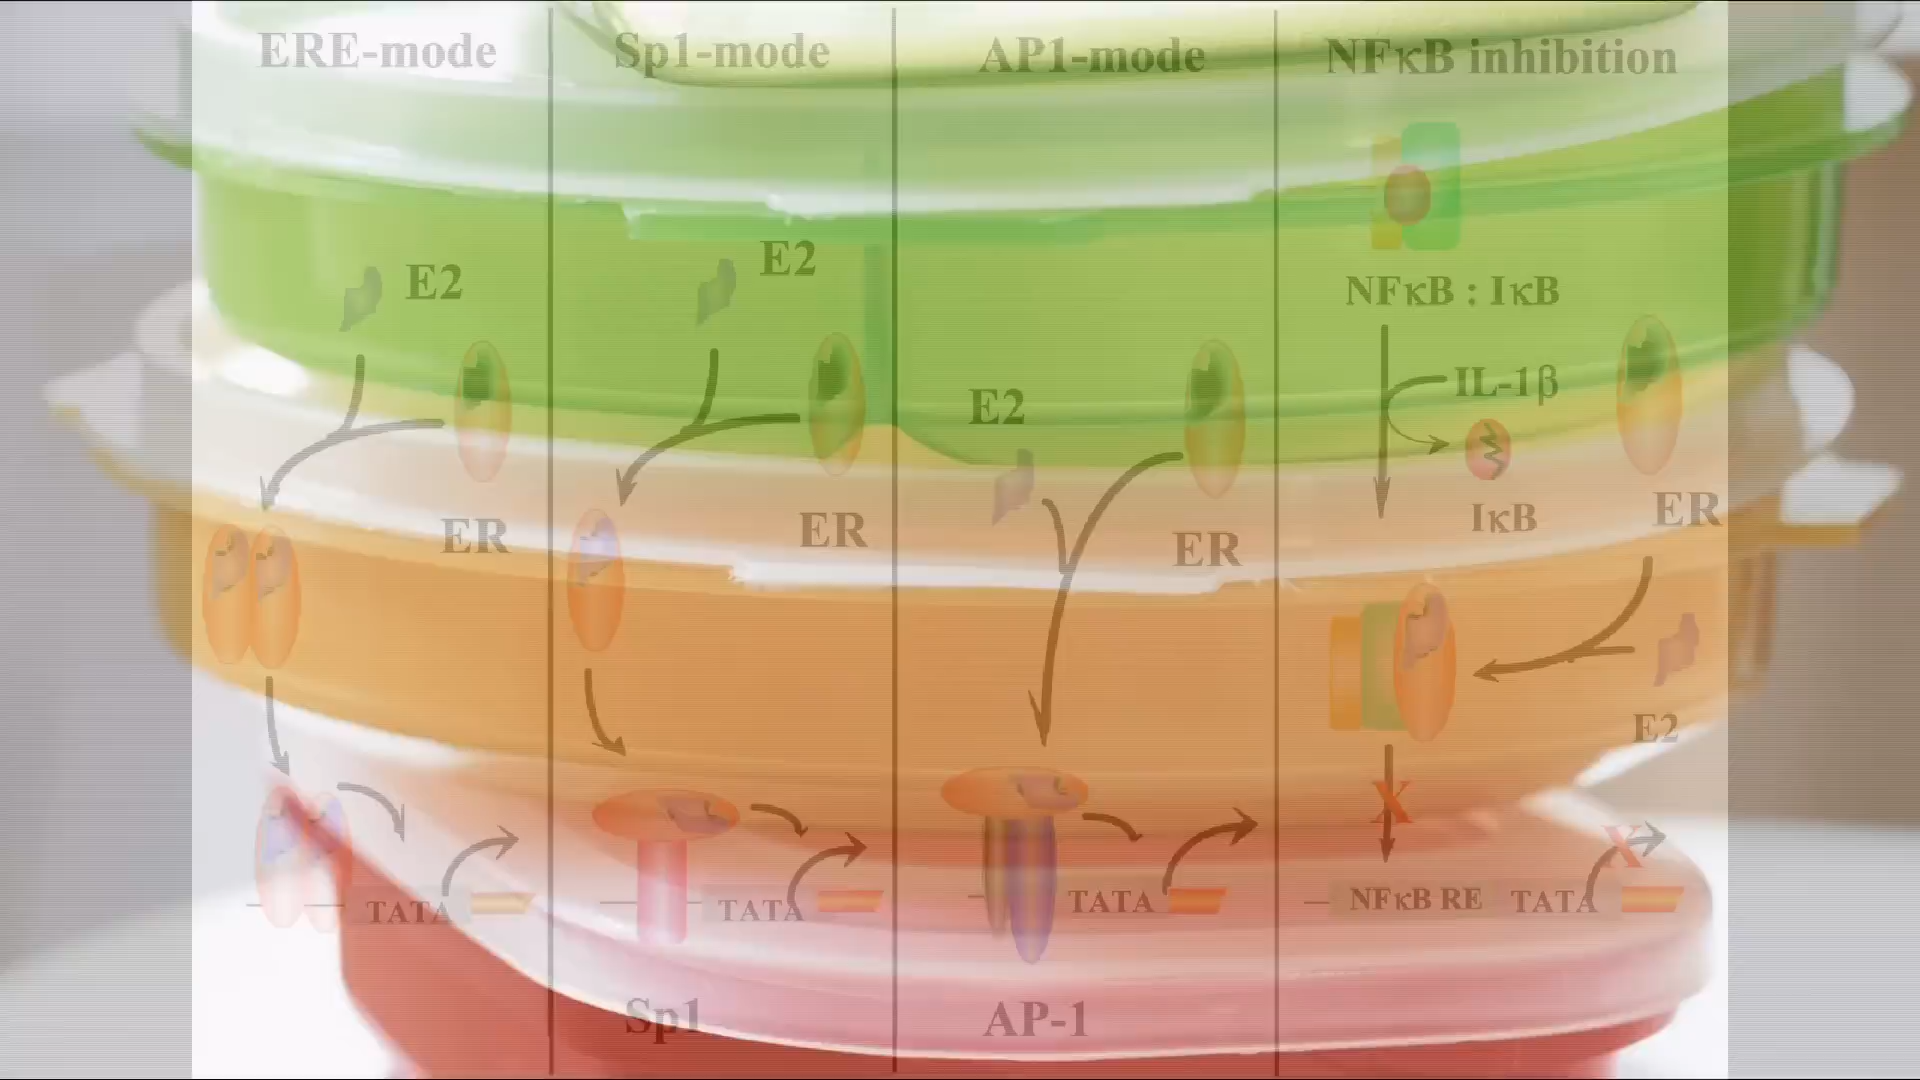 ERE-mode
E2
ER
TATA
Sp1-mode
E2
ER
TATA
Sp1
AP1-mode
E2
ER
TATA
AP-1
NFκB inhibition
NFκB : IκB
IL-1β
IκB
ER
E2
X
X
NFκB RE
TATA